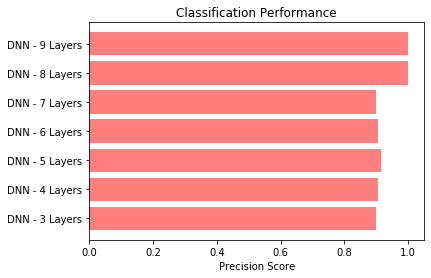 Classification Performance
DNN - 9 Layers
DNN - 8 Layers
DNN - 7 Layers
DNN - 6 Layers
DNN - 5 Layers
DNN - 4 Layers
DNN - 3 Layers
0.0 0.2 0.4 0.6 0.8 1.0
Precision Score